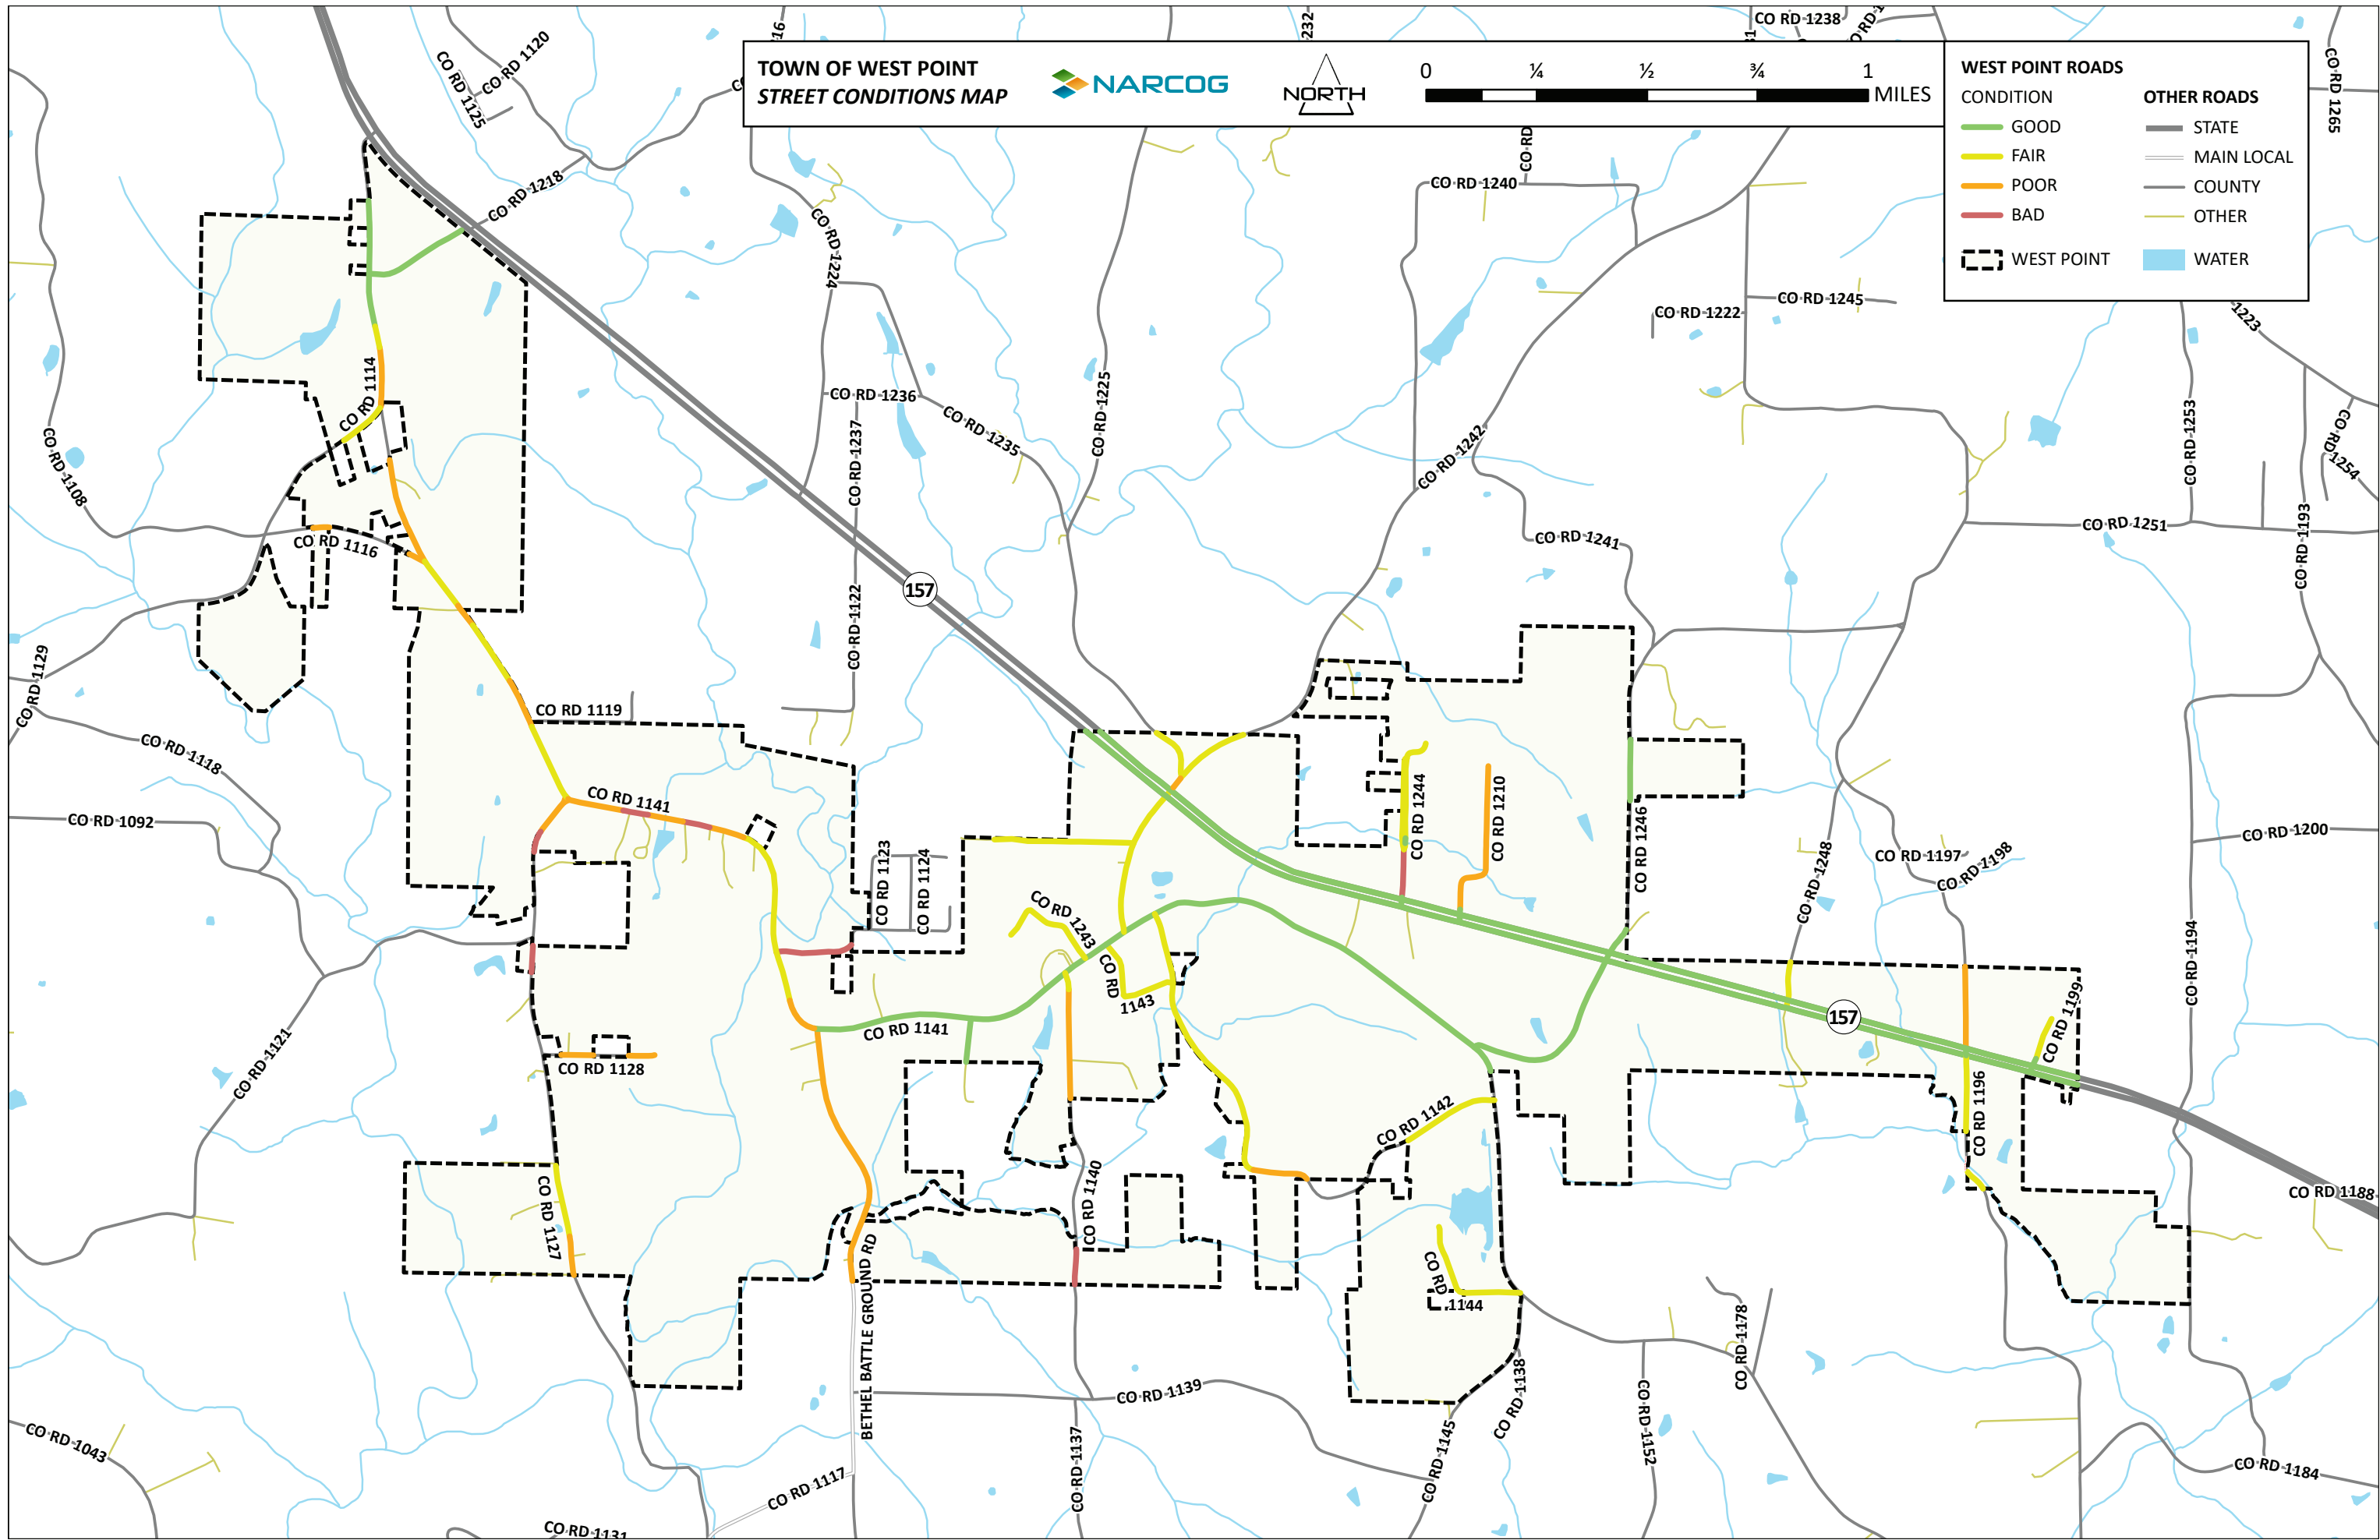 TOWN OF WEST POINT
STREET CONDITIONS MAP
NARCOG
NORTH
0 ¼ ½ ¾ 1
MILES
WEST POINT ROADS
CONDITION
GOOD
FAIR
POOR
BAD
WEST POINT
OTHER ROADS
STATE
MAIN LOCAL
COUNTY
OTHER
WATER
CO RD 1120
CO RD 1125
16
232
CO RD 1238
31
CO RD 1265
CO RD 1218
CO RD 1224
CO RD
CO RD 1240
CO RD 1222
CO RD 1245
1223
CO RD 1114
CO RD 1236
CO RD 1235
CO RD 1225
CO RD 1237
CO RD 1242
CO RD 1253
CO RD 1254
CO RD 1108
CO RD 1116
CO RD 1241
CO RD 1251
CO RD 1193
157
CO RD 1122
CO RD 1129
CO RD 1119
CO RD 1118
CO RD 1092
CO RD 1141
CO RD 1123
CO RD 1124
CO RD 1244
CO RD 1210
CO RD 1246
CO RD 1248
CO RD 1197
CO RD 1198
CO RD 1200
CO RD 1243
CO RD
1143
CO RD 1194
CO RD 1199
157
CO RD 1141
CO RD 1121
CO RD 1128
CO RD 1142
CO RD 1196
CO RD 1127
CO RD 1140
CO RD 1188
CO RD
1144
BETHEL BATTLE GROUND RD
CO RD 1178
CO RD 1139
CO RD 1138
CO RD 1152
CO RD 1145
CO RD 1137
CO RD 1043
CO RD 1117
CO RD 1184
CO RD 1131